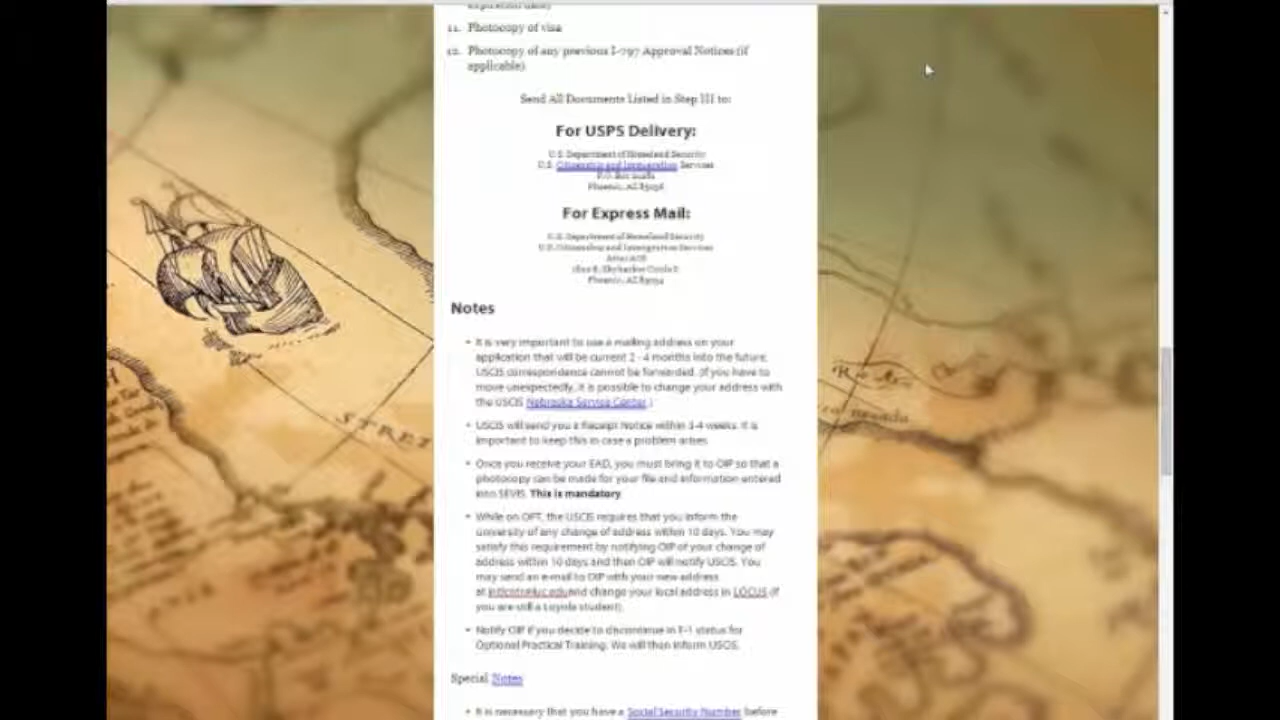 11. Photocopy of visa
12. Photocopy of any previous I-797 Approval Notices (if
applicable)
Send All Documents Listed in Step III to:
For USPS Delivery:
U.S. Department of Homeland Security
U.S. Citizenship and Immigration Services
P.O. Box
Phoenix, AZ
For Express Mail:
U.S. Department of Homeland Security
U.S. Citizenship and Immigration Services
Phoenix, AZ
Notes
• It is very important to use a mailing address on your
application that will be current 2 - 4 months into the future.
USCIS correspondence cannot be forwarded. (If you have to
move unexpectedly, it is possible to change your address with
the USCIS Nebraska Service Center.)
• USCIS will send you a Receipt Notice within 3-4 weeks. It is
important to keep this in case a problem arises.
• Once you receive your EAD, you must bring it to OIP so that a
photocopy can be made for your file and information entered
into SEVIS. This is mandatory.
• While on OPT, the USCIS requires that you inform the
university of any change of address within 10 days. You may
satisfy this requirement by notifying OIP of your change of
address within 10 days and then OIP will notify USCIS. You
may send an e-mail to OIP with your new address
at and change your local address in LOCUS (if
you are still a Loyola student).
• Notify OIP if you decide to discontinue in F-1 status for
Optional Practical Training. We will then inform USCIS.
Special Notes
• It is necessary that you have a Social Security Number before
STRET
nevada